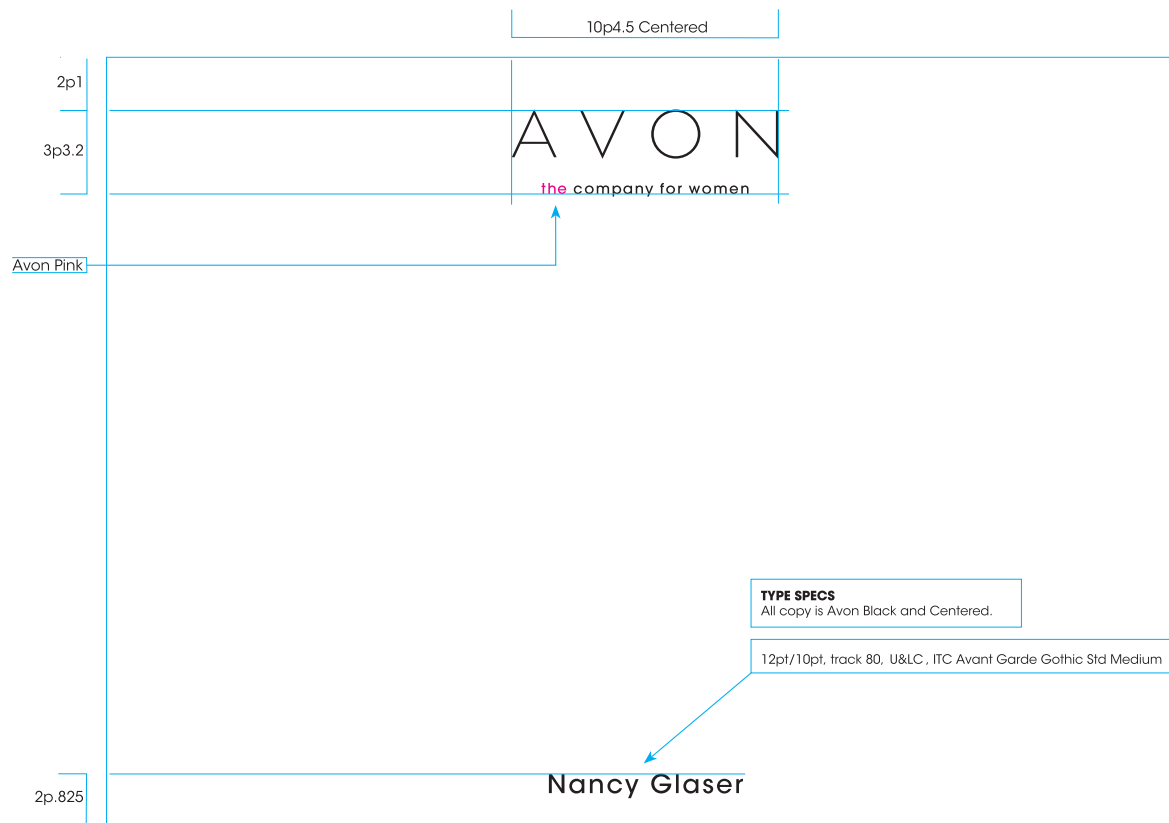 10p4.5 Centered
2p1
AVON
3p3.2
the company for women
Avon Pink
TYPE SPECS
All copy is Avon Black and Centered.
12pt/10pt, track 80, U&LC , ITC Avant Garde Gothic Std Medium
Nancy Glaser
2p.825